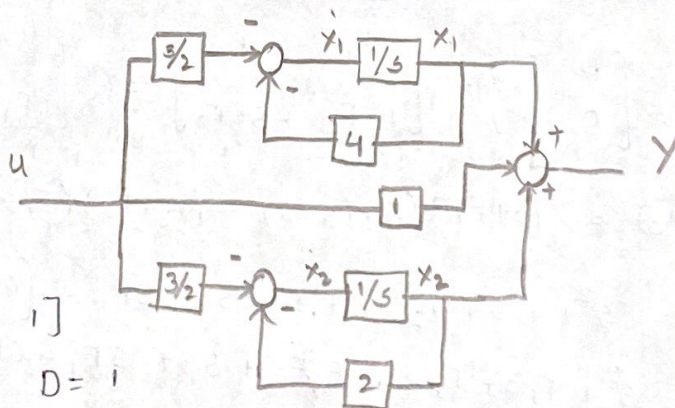 -
3/2 ẋ1 1/s x1
-
4 +
u Y
1 +
-
3/2 ẋ2 1/s x2
-
1]
D = 1 2